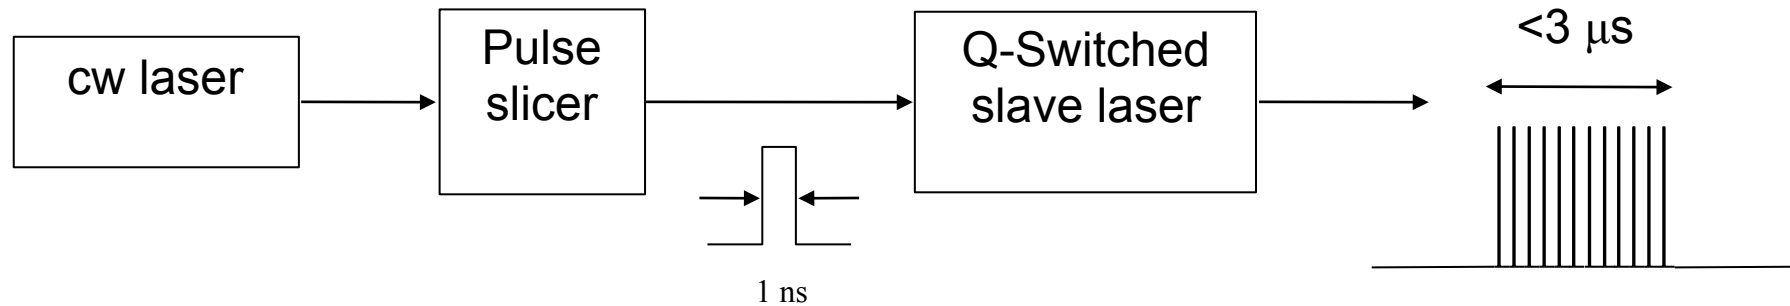 cw laser
Pulse
slicer
Q-Switched
slave laser
<3 μs
1 ns